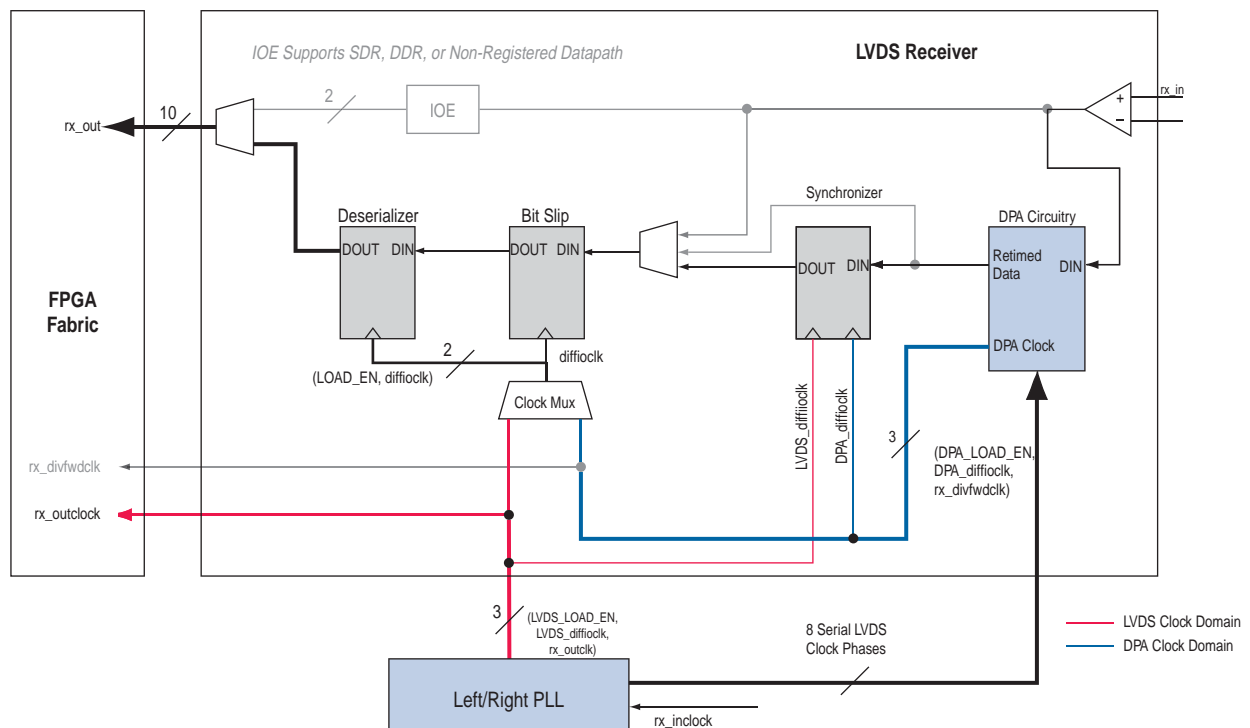 IOE Supports SDR, DDR, or Non-Registered Datapath
LVDS Receiver
2
IOE
+
–
rx_in
10
rx_out
Synchronizer
Deserializer
Bit Slip
DPA Circuitry
DOUT DIN
DOUT DIN
DOUT DIN
Retimed
Data
DIN
FPGA
Fabric
DPA Clock
2
(LOAD_EN, diffioclk)
diffioclk
Clock Mux
LVDS_diffioclk
DPA_diffioclk
3
(DPA_LOAD_EN,
DPA_diffioclk,
rx_divfwdclk)
rx_divfwdclk
rx_outclock
3
(LVDS_LOAD_EN,
LVDS_diffioclk,
rx_outclk)
8 Serial LVDS
Clock Phases
LVDS Clock Domain
DPA Clock Domain
Left/Right PLL
rx_inclock